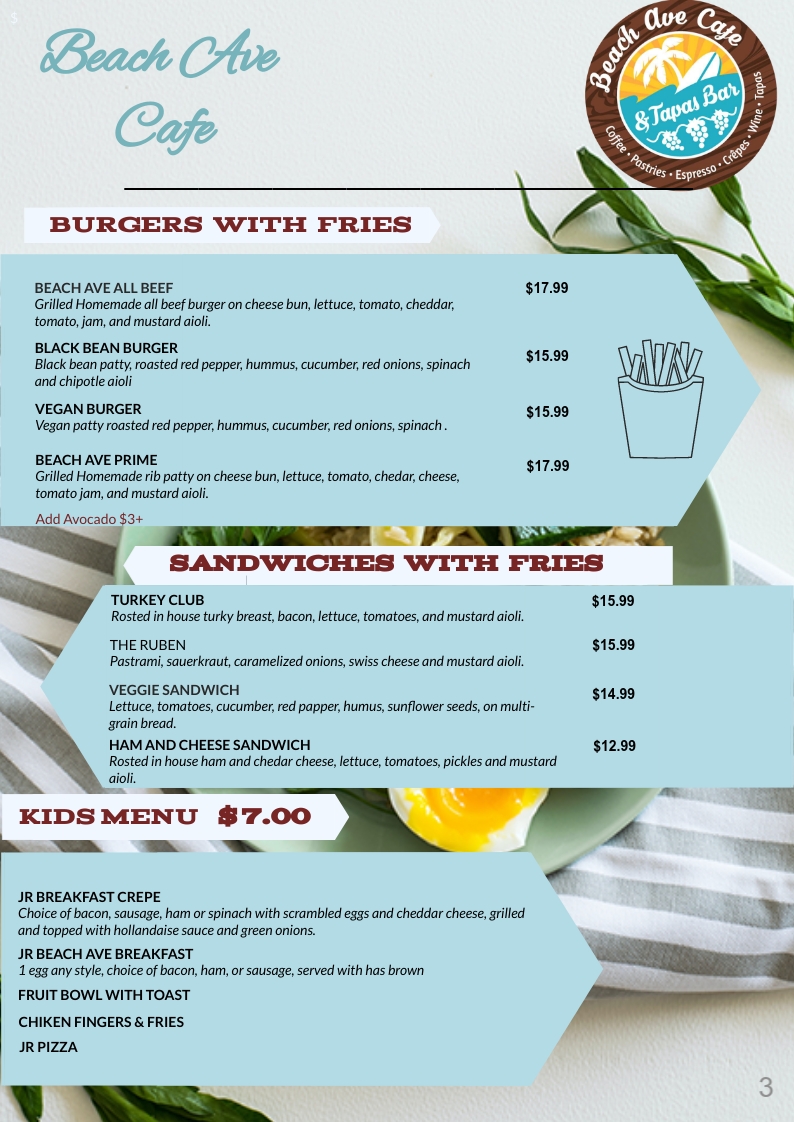 Beach Ave
Cafe
Beach Ave Cafe
& Tapas Bar
Coffee • Pastries • Espresso • Crêpes • Wine • Tapas
BURGERS WITH FRIES
BEACH AVE ALL BEEF $17.99
Grilled Homemade all beef burger on cheese bun, lettuce, tomato, cheddar,
tomato, jam, and mustard aioli.
BLACK BEAN BURGER
Black bean patty, roasted red pepper, hummus, cucumber, red onions, spinach $15.99
and chipotle aioli
VEGAN BURGER $15.99
Vegan patty roasted red pepper, hummus, cucumber, red onions, spinach .
BEACH AVE PRIME $17.99
Grilled Homemade rib patty on cheese bun, lettuce, tomato, chedar, cheese,
tomato jam, and mustard aioli.
Add Avocado $3+
SANDWICHES WITH FRIES
TURKEY CLUB $15.99
Rosted in house turky breast, bacon, lettuce, tomatoes, and mustard aioli.
THE RUBEN $15.99
Pastrami, sauerkraut, caramelized onions, swiss cheese and mustard aioli.
VEGGIE SANDWICH $14.99
Lettuce, tomatoes, cucumber, red papper, humus, sunflower seeds, on multi-
grain bread.
HAM AND CHEESE SANDWICH $12.99
Rosted in house ham and chedar cheese, lettuce, tomatoes, pickles and mustard
aioli.
KIDS MENU $7.00
JR BREAKFAST CREPE
Choice of bacon, sausage, ham or spinach with scrambled eggs and cheddar cheese, grilled
and topped with hollandaise sauce and green onions.
JR BEACH AVE BREAKFAST
1 egg any style, choice of bacon, ham, or sausage, served with has brown
FRUIT BOWL WITH TOAST
CHIKEN FINGERS & FRIES
JR PIZZA
3